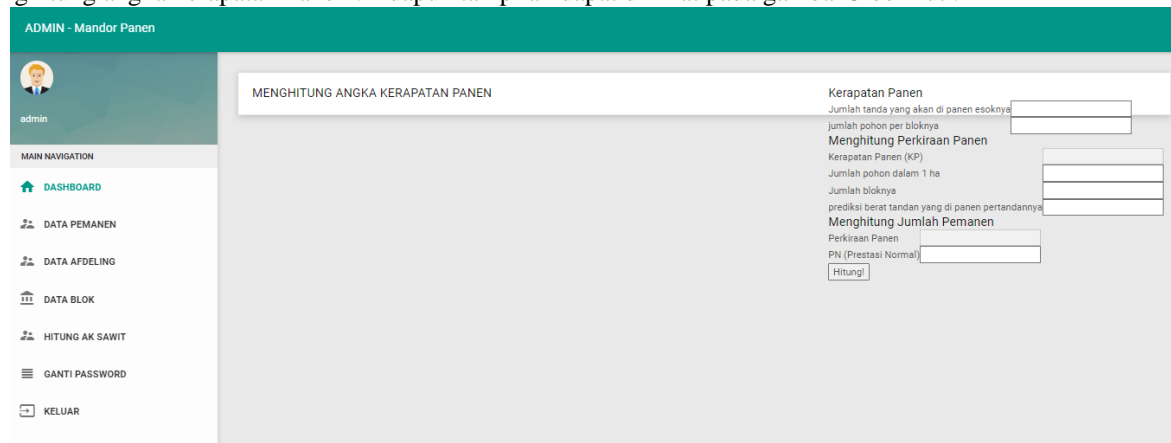 ADMIN - Mandor Panen
admin
MAIN NAVIGATION
DASHBOARD
DATA PEMANEN
DATA AFDELING
DATA BLOK
HITUNG AK SAWIT
GANTI PASSWORD
KELUAR
MENGHITUNG ANGKA KERAPATAN PANEN
Kerapatan Panen
Jumlah tanda yang akan di panen esoknya
jumlah pohon per bloknya
Menghitung Perkiraan Panen
Kerapatan Panen (KP)
Jumlah pohon dalam 1 ha
Jumlah bloknya
prediksi berat tandan yang di panen pertandannya
Menghitung Jumlah Pemanen
Perkiraan Panen
PN (Prestasi Normal)
Hitung!